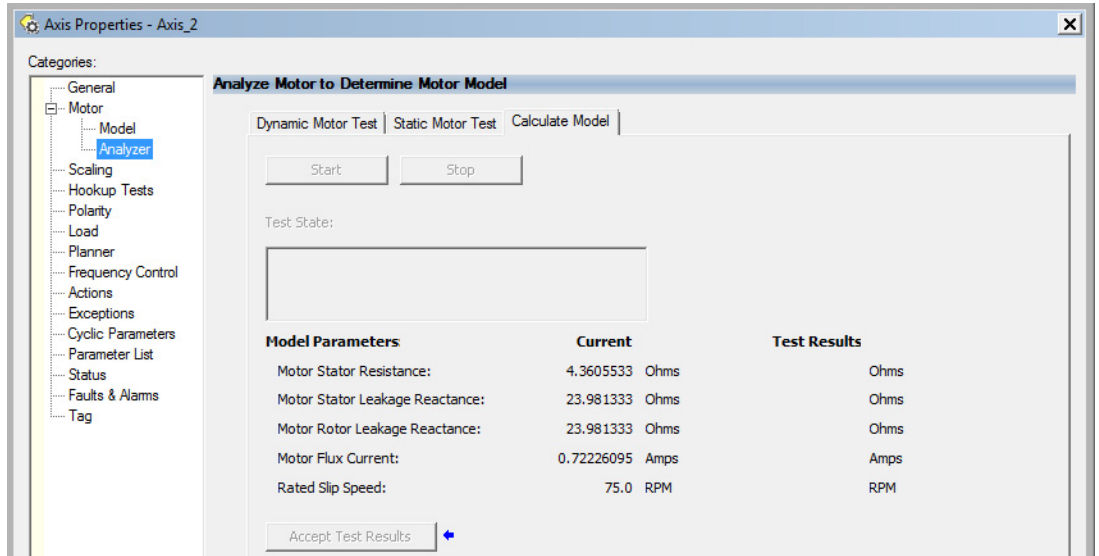 Axis Properties - Axis_2
Categories:
General
Motor
Model
Analyzer
Scaling
Hookup Tests
Polarity
Load
Planner
Frequency Control
Actions
Exceptions
Cyclic Parameters
Parameter List
Status
Faults & Alarms
Tag
Analyze Motor to Determine Motor Model
Dynamic Motor Test Static Motor Test Calculate Model
Start Stop
Test State:
Model Parameters: Current Test Results
Motor Stator Resistance: 4.3605533 Ohms Ohms
Motor Stator Leakage Reactance: 23.981333 Ohms Ohms
Motor Rotor Leakage Reactance: 23.981333 Ohms Ohms
Motor Flux Current: 0.72226095 Amps Amps
Rated Slip Speed: 75.0 RPM RPM
Accept Test Results